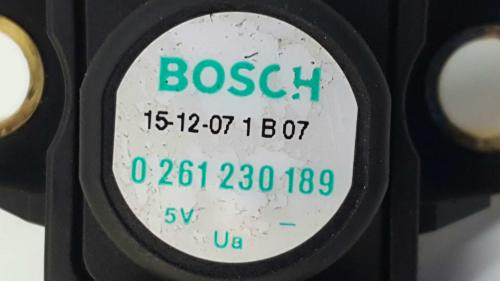 BOSCH
15-12-07 1 B 07
0 261 230 189
5V Ua –